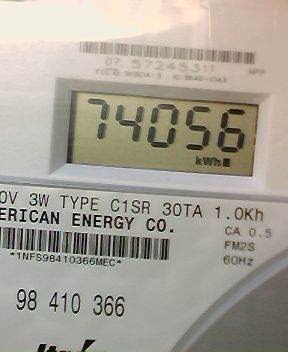 07 57245311
74056
kWh
0V 3W TYPE C1SR 30TA 1.0Kh
ERICAN ENERGY CO.
CA 0.5
FM2S
60Hz
*1NFS98410366MEC*
98 410 366